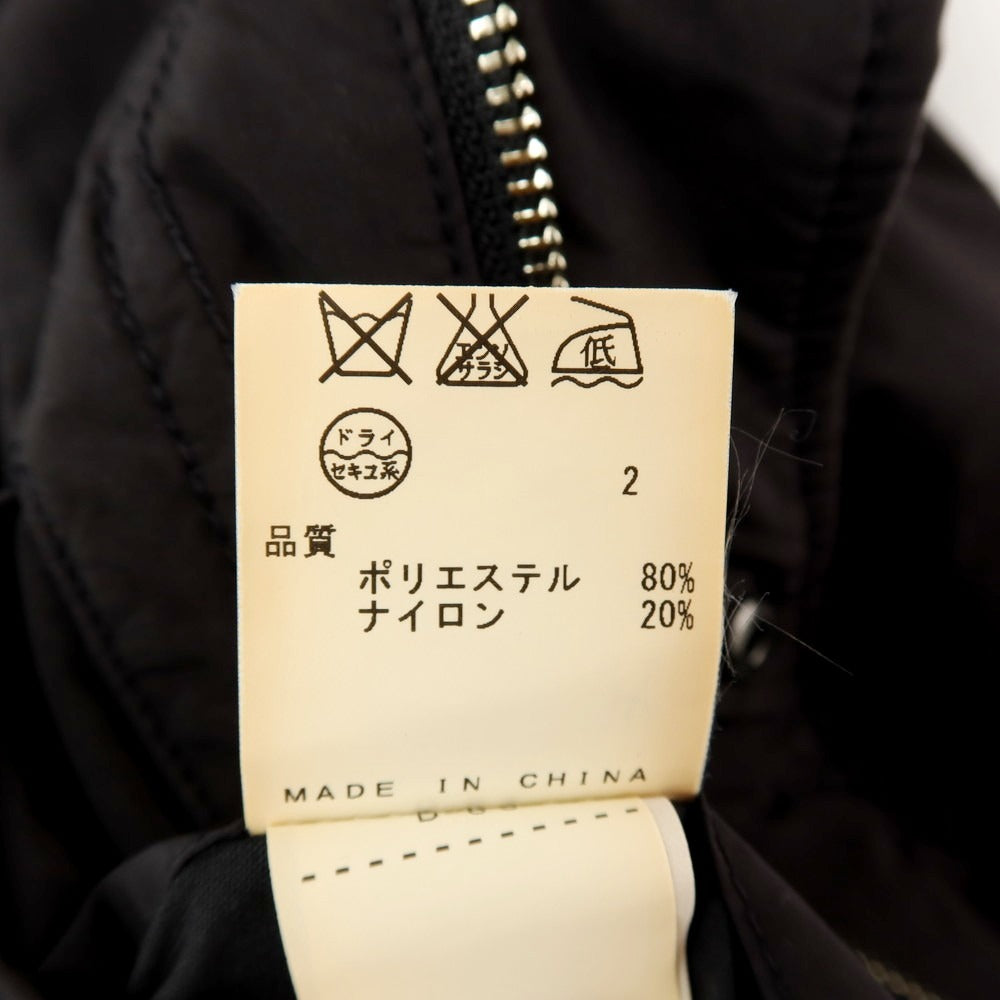 エンソ
サラシ
低
ドライ
セキユ系
2
品質
ポリエステル 80%
ナイロン 20%
MADE IN CHINA